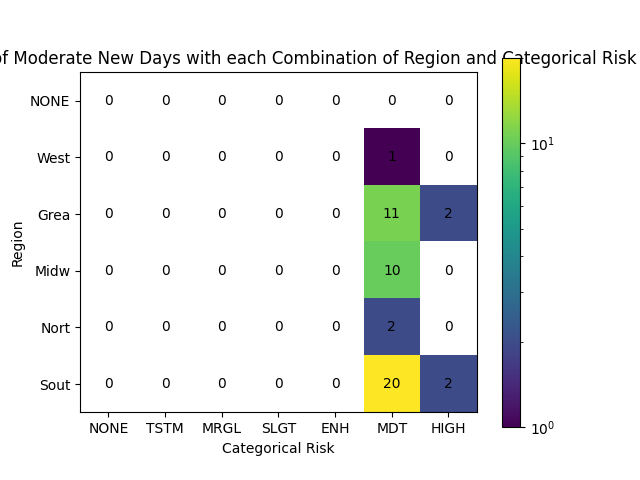 of Moderate New Days with each Combination of Region and Categorical Risk
NONE 0 0 0 0 0 0 0
West 0 0 0 0 0 1 0
Grea 0 0 0 0 0 11 2
Midw 0 0 0 0 0 10 0
Nort 0 0 0 0 0 2 0
Sout 0 0 0 0 0 20 2
NONE TSTM MRGL SLGT ENH MDT HIGH
Categorical Risk
Region
10¹
10⁰